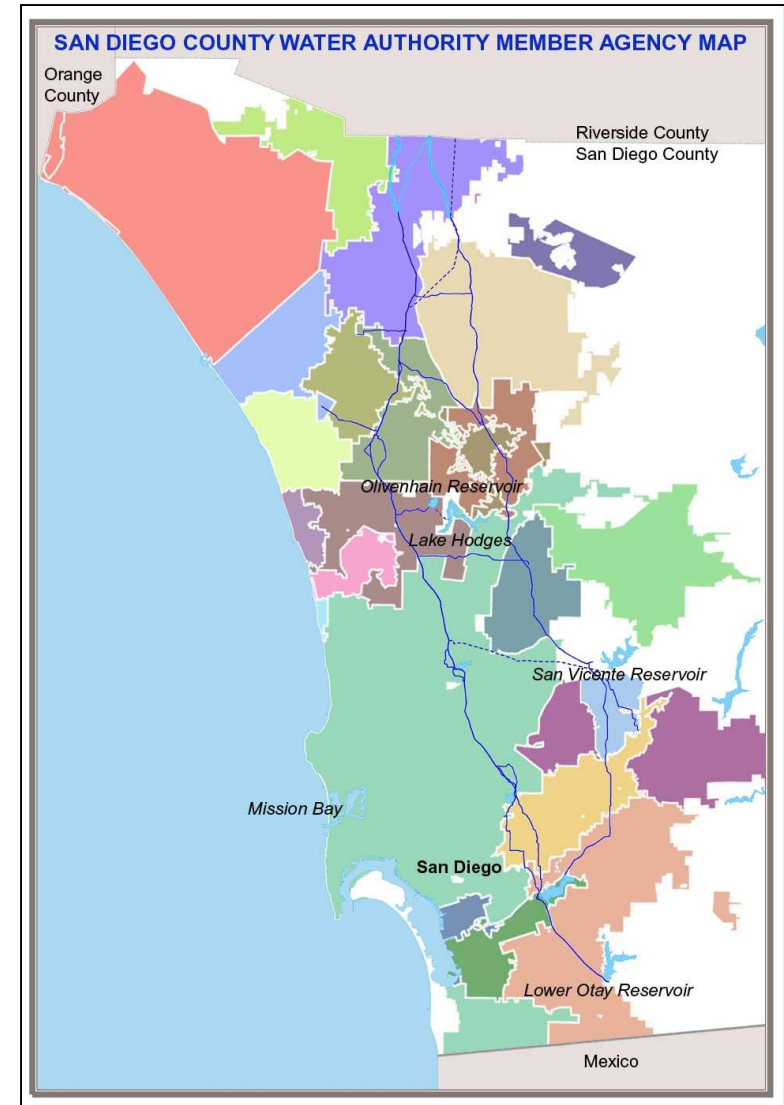 SAN DIEGO COUNTY WATER AUTHORITY MEMBER AGENCY MAP
Orange
County
Riverside County
San Diego County
Olivenhain Reservoir
Lake Hodges
San Vicente Reservoir
Mission Bay
San Diego
Lower Otay Reservoir
Mexico